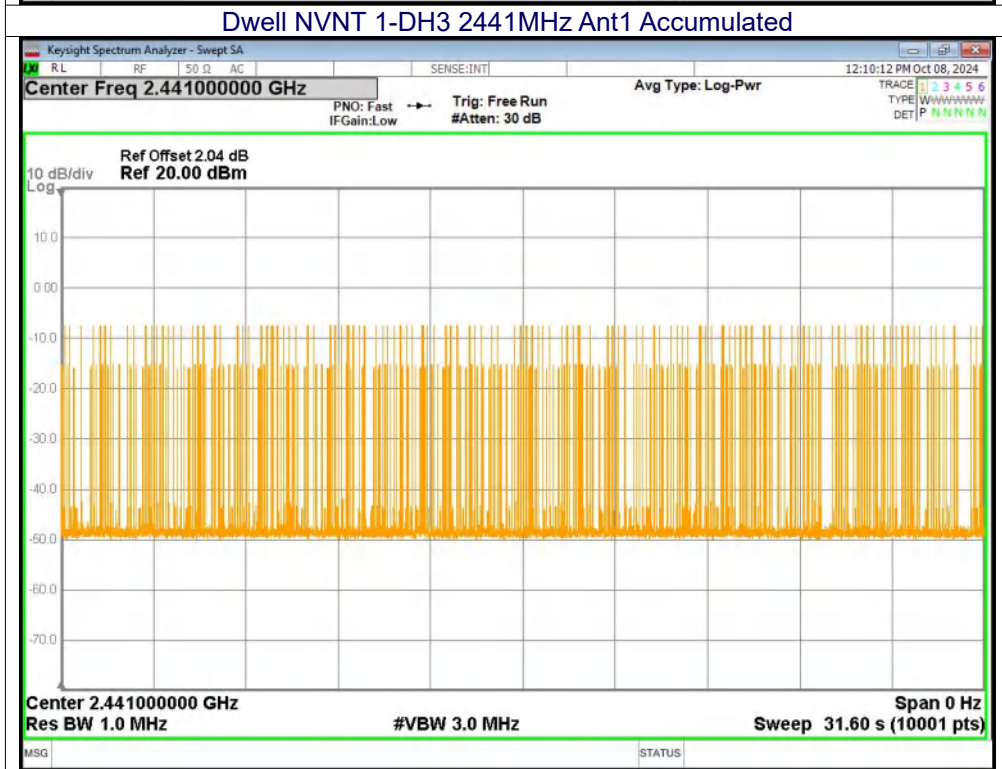 Dwell NVNT 1-DH3 2441MHz Ant1 Accumulated
Keysight Spectrum Analyzer - Swept SA
LXI RL RF 50 Ω AC SENSE:INT 12:10:12 PM Oct 08, 2024
Center Freq 2.441000000 GHz Avg Type: Log-Pwr TRACE 1 2 3 4 5 6
PNO: Fast Trig: Free Run TYPE WWWWWWW
IFGain:Low #Atten: 30 dB DET P N N N N N
Ref Offset 2.04 dB
10 dB/div Ref 20.00 dBm
Log
10.0
0.00
-10.0
-20.0
-30.0
-40.0
-50.0
-60.0
-70.0
Center 2.441000000 GHz Span 0 Hz
Res BW 1.0 MHz #VBW 3.0 MHz Sweep 31.60 s (10001 pts)
MSG STATUS